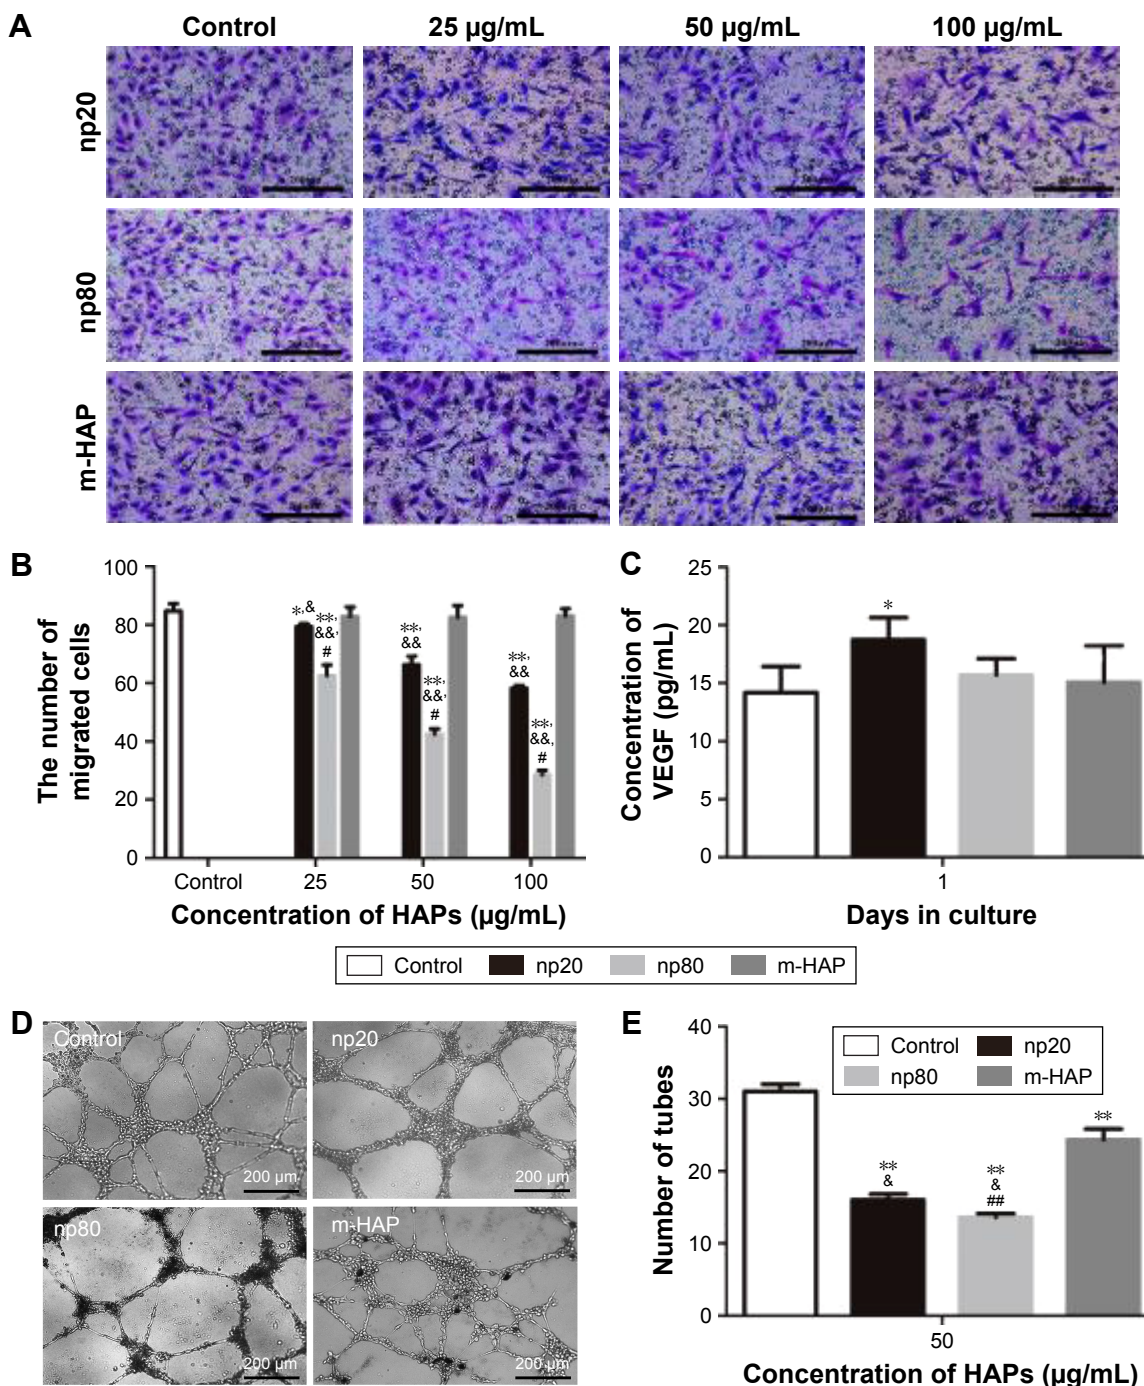 A
Control 25 µg/mL 50 µg/mL 100 µg/mL
np20
np80
m-HAP
B
The number of
migrated cells
100
80
60
40
20
0
*,&
**,
&&,
#
**,
&&
**,
&&,
#
**,
&&
**,
&&,
#
Control 25 50 100
Concentration of HAPs (µg/mL)
C
Concentration of
VEGF (pg/mL)
25
20
15
10
5
0
*
1
Days in culture
Control np20 np80 m-HAP
D
Control
200 µm
np20
200 µm
np80
200 µm
m-HAP
200 µm
E
Number of tubes
40
30
20
10
0
Control np20
np80 m-HAP
**
&
**
&
##
**
50
Concentration of HAPs (µg/mL)